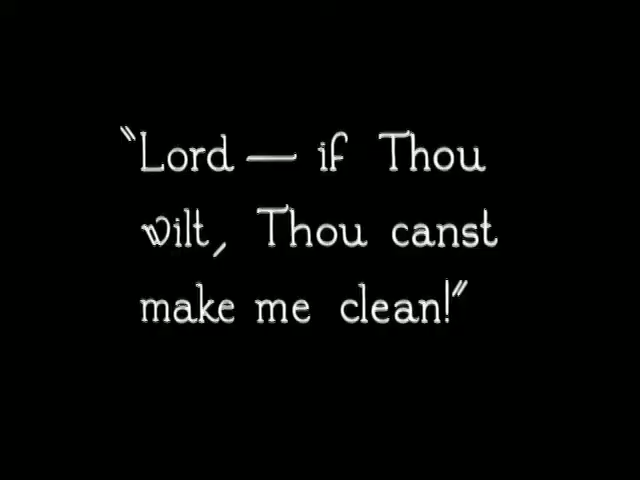 “Lord — if Thou
wilt, Thou canst
make me clean!”